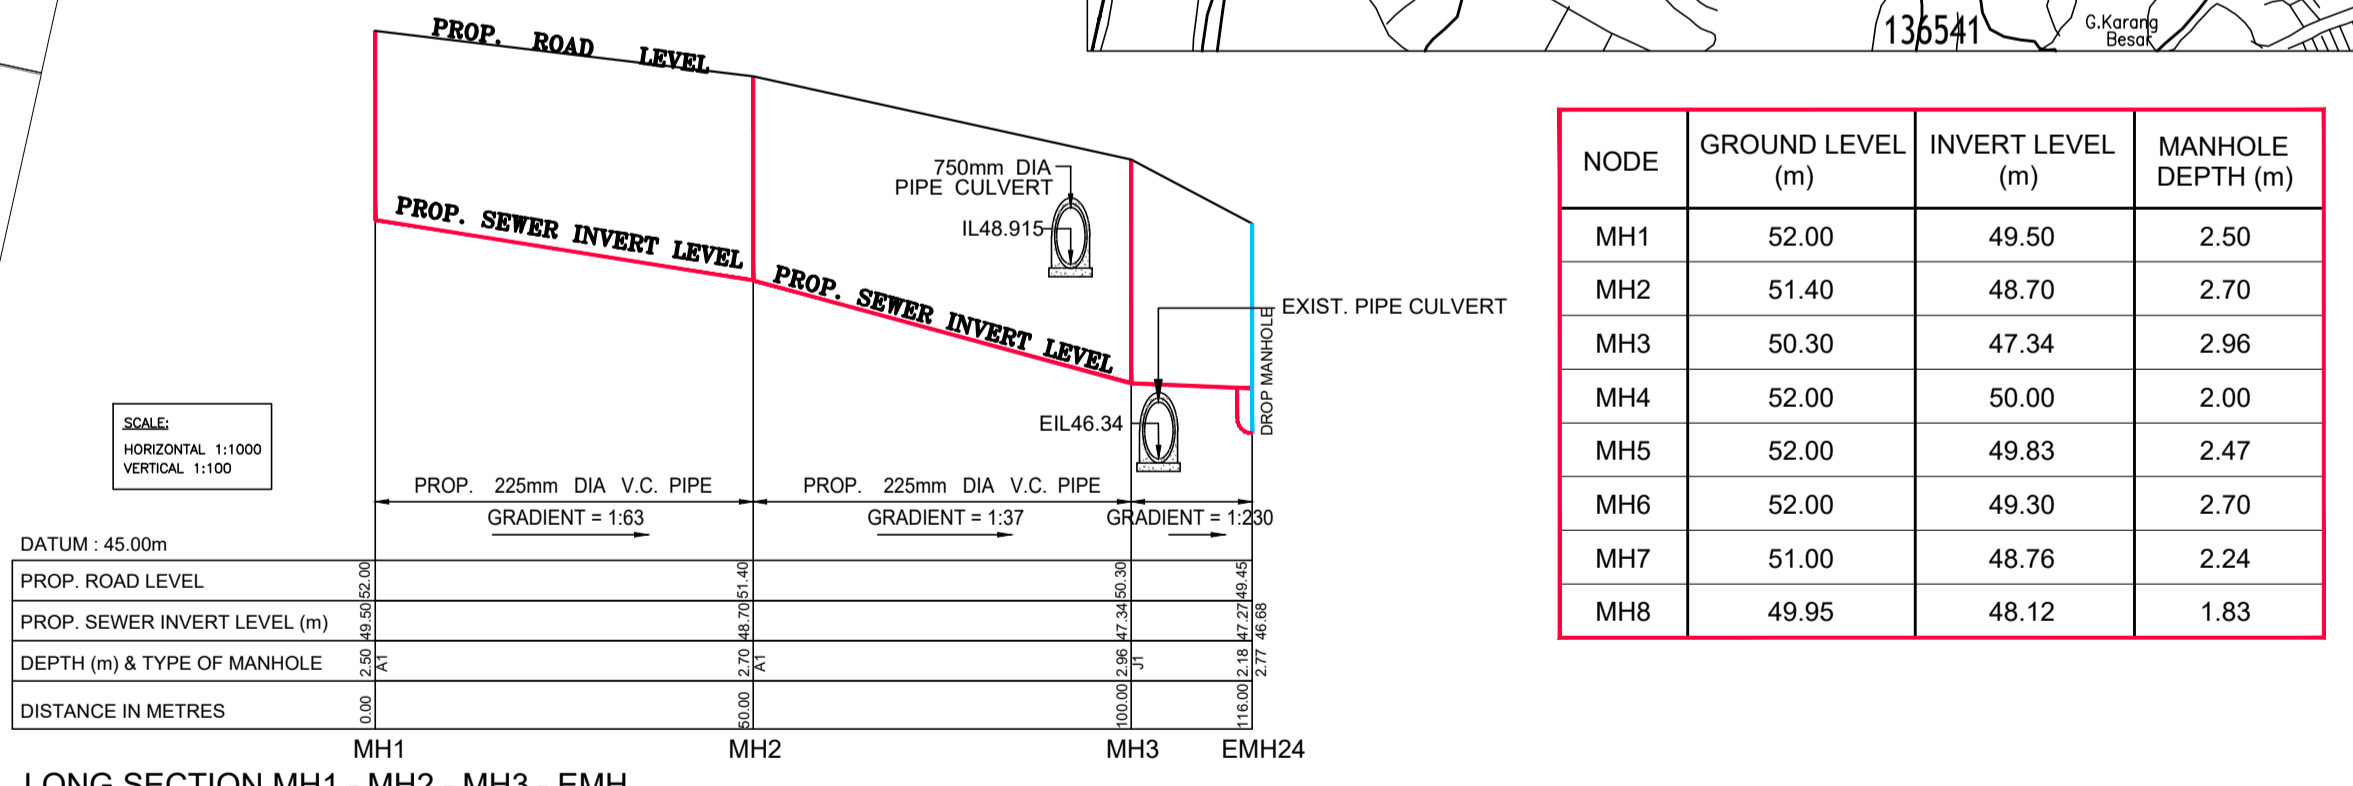 136541
G.Karang
Besar
PROP. ROAD LEVEL
750mm DIA
PIPE CULVERT
IL48.915
PROP. SEWER INVERT LEVEL
PROP. SEWER INVERT LEVEL
EXIST. PIPE CULVERT
DROP MANHOLE
EIL46.34
SCALE:
HORIZONTAL 1:1000
VERTICAL 1:100
PROP. 225mm DIA V.C. PIPE
PROP. 225mm DIA V.C. PIPE
GRADIENT = 1:63
GRADIENT = 1:37
GRADIENT = 1:230
DATUM : 45.00m
PROP. ROAD LEVEL 52.00 51.40 50.30 49.45
PROP. SEWER INVERT LEVEL (m) 49.50 48.70 47.34 47.27 46.68
DEPTH (m) & TYPE OF MANHOLE 2.50 A1 2.70 A1 2.96 J1 2.18 2.77
DISTANCE IN METRES 0.00 50.00 100.00 116.00
MH1 MH2 MH3 EMH24
LONG SECTION MH1 - MH2 - MH3 - EMH
NODE GROUND LEVEL (m) INVERT LEVEL (m) MANHOLE DEPTH (m)
MH1 52.00 49.50 2.50
MH2 51.40 48.70 2.70
MH3 50.30 47.34 2.96
MH4 52.00 50.00 2.00
MH5 52.00 49.83 2.47
MH6 52.00 49.30 2.70
MH7 51.00 48.76 2.24
MH8 49.95 48.12 1.83